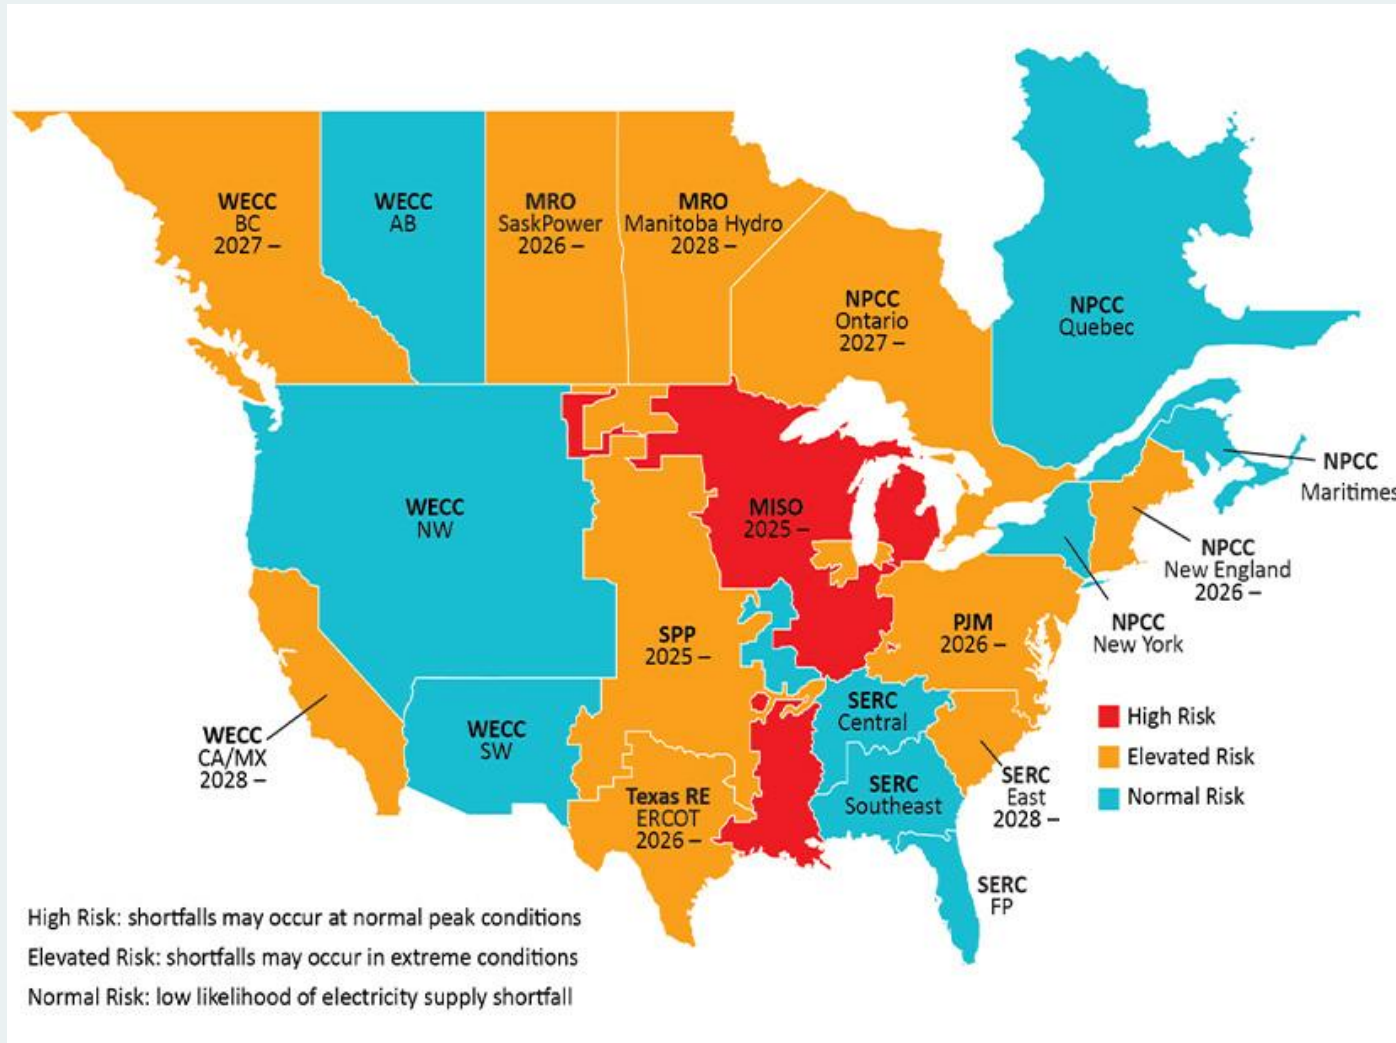 WECC
BC
2027 –
WECC
AB
MRO
SaskPower
2026 –
MRO
Manitoba Hydro
2028 –
NPCC
Ontario
2027 –
NPCC
Quebec
NPCC
Maritimes
WECC
NW
MISO
2025 –
NPCC
New England
2026 –
SPP
2025 –
PJM
2026 –
NPCC
New York
WECC
CA/MX
2028 –
WECC
SW
SERC
Central
High Risk
Elevated Risk
Normal Risk
Texas RE
ERCOT
2026 –
SERC
Southeast
SERC
East
2028 –
SERC
FP
High Risk: shortfalls may occur at normal peak conditions
Elevated Risk: shortfalls may occur in extreme conditions
Normal Risk: low likelihood of electricity supply shortfall